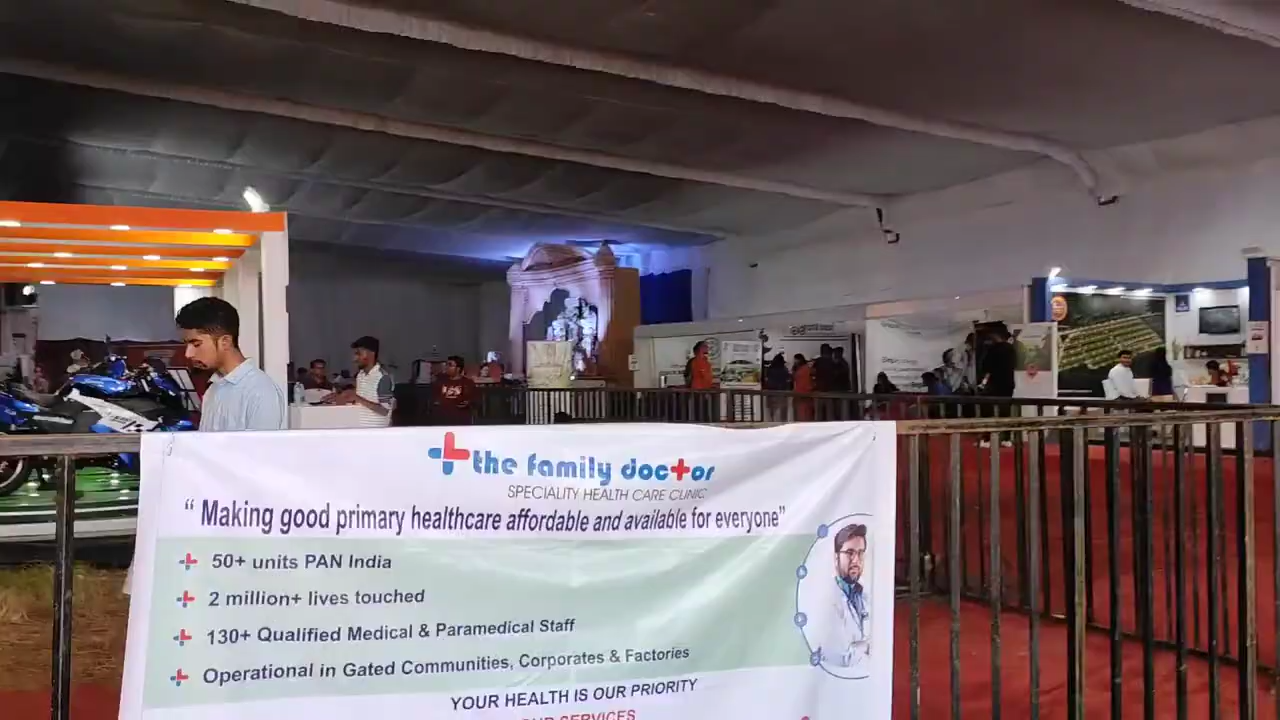 the family doctor
SPECIALITY HEALTH CARE CLINIC
“ Making good primary healthcare affordable and available for everyone”
50+ units PAN India
2 million+ lives touched
130+ Qualified Medical & Paramedical Staff
Operational in Gated Communities, Corporates & Factories
YOUR HEALTH IS OUR PRIORITY
OUR SERVICES